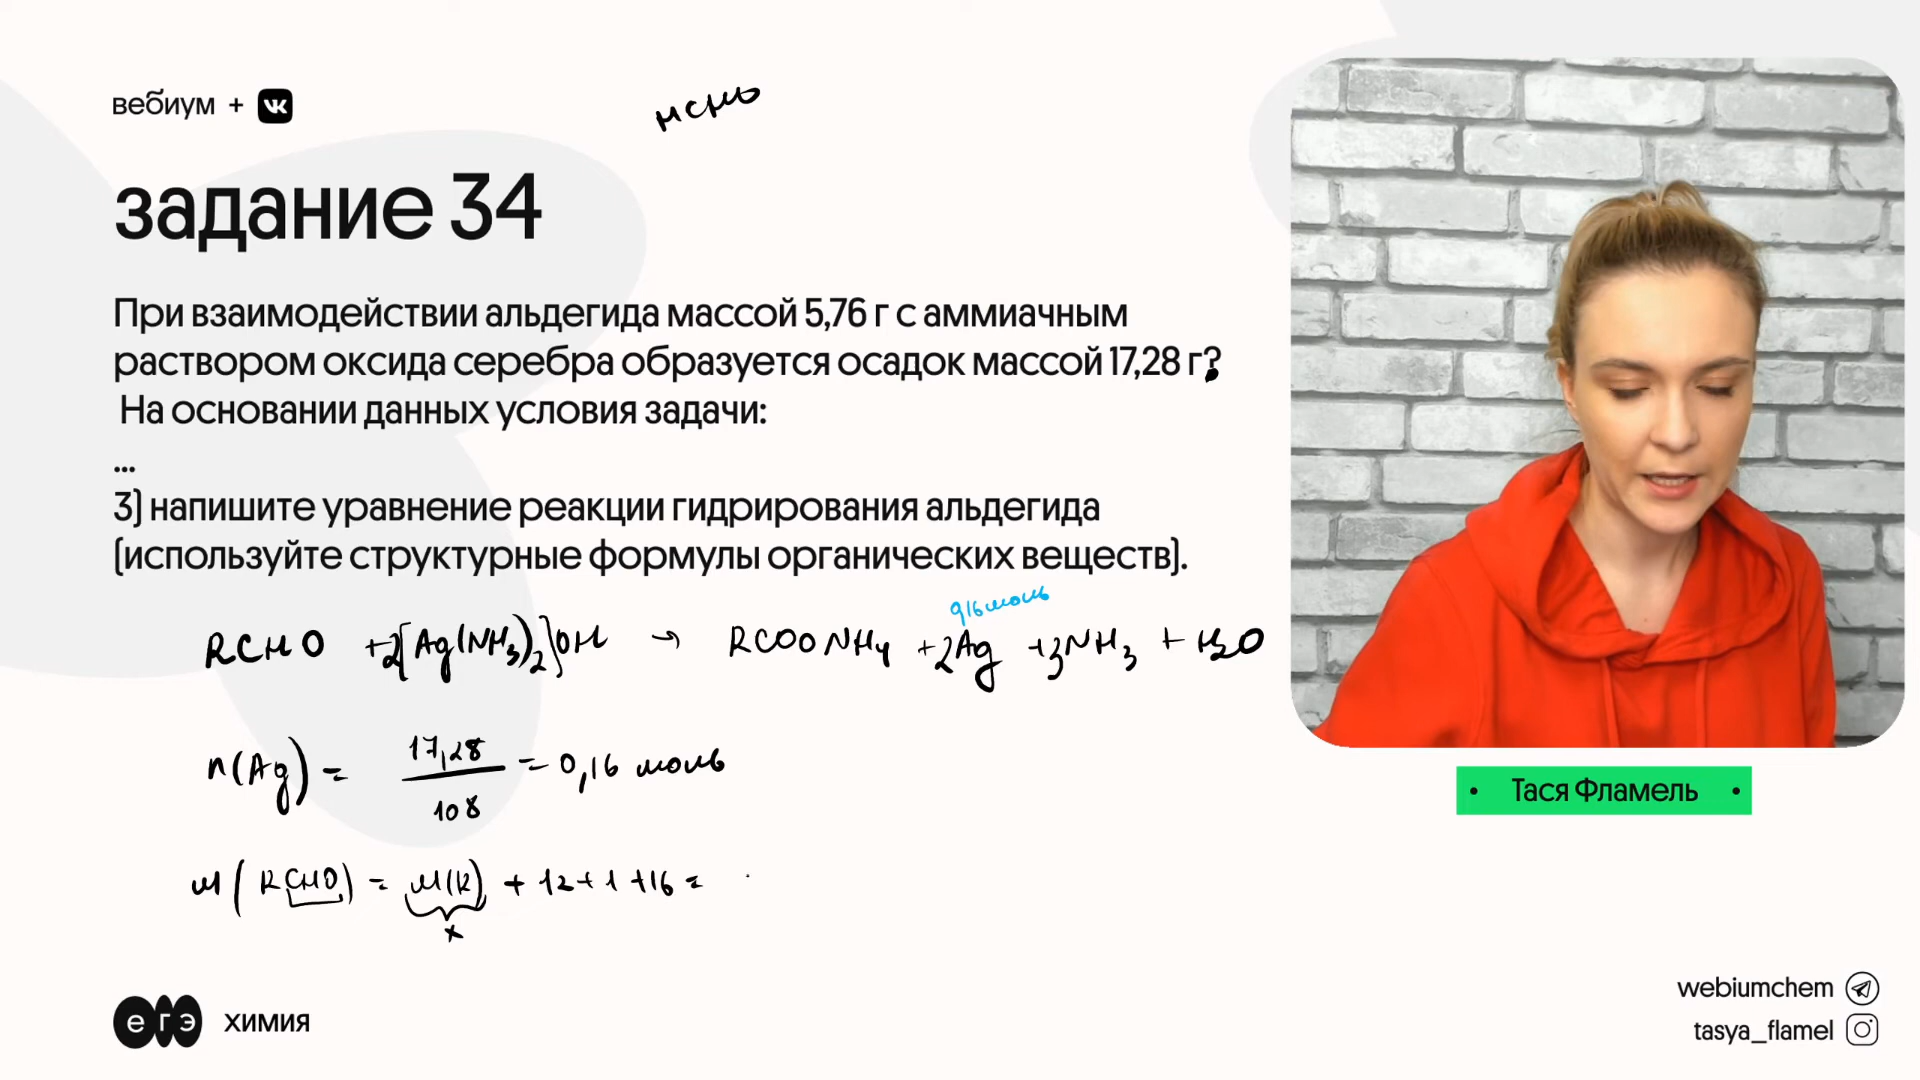 вебиум +
нсно
задание 34
При взаимодействии альдегида массой 5,76 г с аммиачным
раствором оксида серебра образуется осадок массой 17,28 г?
На основании данных условия задачи:
...
3) напишите уравнение реакции гидрирования альдегида
(используйте структурные формулы органических веществ).
0,16 моль
RCHO + 2[Ag(NH3)2]OH → RCOONH4 + 2Ag + 3NH3 + H2O
n(Ag) = 17,28 / 108 = 0,16 моль
M(RCHO) = M(R) + 12+1+16 =
x
• Тася Фламель •
егэ химия
webiumchem
tasya_flamel